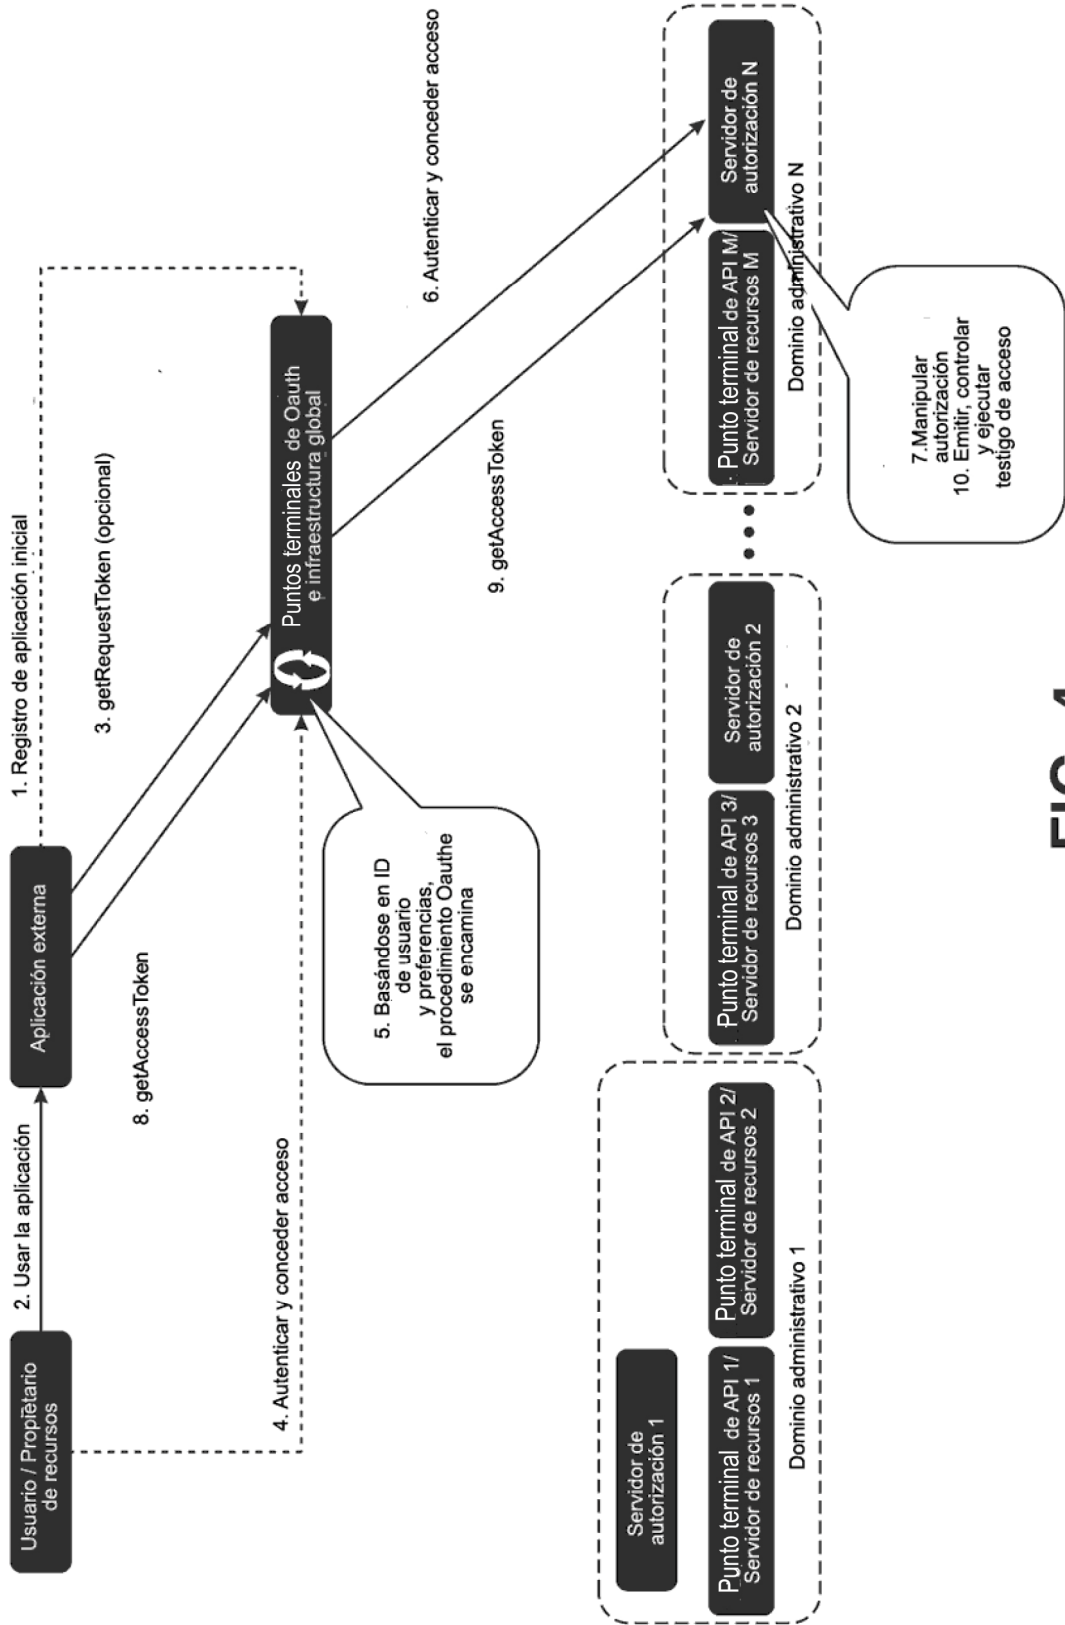 Usuario / Propietario
de recursos
2. Usar la aplicación
Aplicación externa
1. Registro de aplicación inicial
3. getRequestToken (opcional)
8. getAccessToken
4. Autenticar y conceder acceso
Puntos terminales de Oauth
e infraestructura global
5. Basándose en ID
de usuario
y preferencias,
el procedimiento Oauthe
se encamina
6. Autenticar y conceder acceso
9. getAccessToken
Servidor de
autorización 1
Punto terminal de API 1/
Servidor de recursos 1
Punto terminal de API 2/
Servidor de recursos 2
Dominio administrativo 1
Punto terminal de API 3/
Servidor de recursos 3
Servidor de
autorización 2
Dominio administrativo 2
Punto terminal de API M/
Servidor de recursos M
Servidor de
autorización N
Dominio administrativo N
7.Manipular
autorización
10. Emitir, controlar
y ejecutar
testigo de acceso